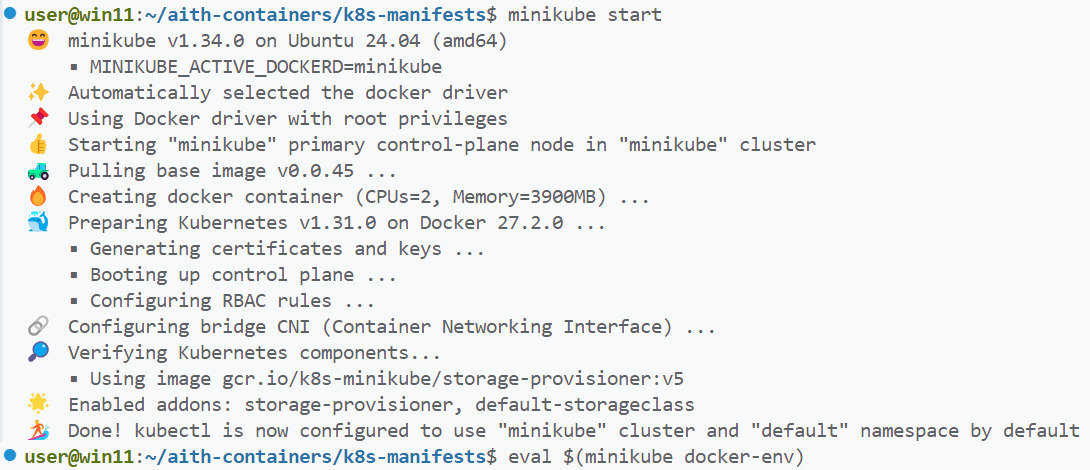 user@win11:~/aith-containers/k8s-manifests$ minikube start
😄 minikube v1.34.0 on Ubuntu 24.04 (amd64)
▪ MINIKUBE_ACTIVE_DOCKERD=minikube
✨ Automatically selected the docker driver
📌 Using Docker driver with root privileges
👍 Starting "minikube" primary control-plane node in "minikube" cluster
🚜 Pulling base image v0.0.45 ...
🔥 Creating docker container (CPUs=2, Memory=3900MB) ...
🐳 Preparing Kubernetes v1.31.0 on Docker 27.2.0 ...
▪ Generating certificates and keys ...
▪ Booting up control plane ...
▪ Configuring RBAC rules ...
🔗 Configuring bridge CNI (Container Networking Interface) ...
🔎 Verifying Kubernetes components...
▪ Using image gcr.io/k8s-minikube/storage-provisioner:v5
🌟 Enabled addons: storage-provisioner, default-storageclass
🏄 Done! kubectl is now configured to use "minikube" cluster and "default" namespace by default
user@win11:~/aith-containers/k8s-manifests$ eval $(minikube docker-env)